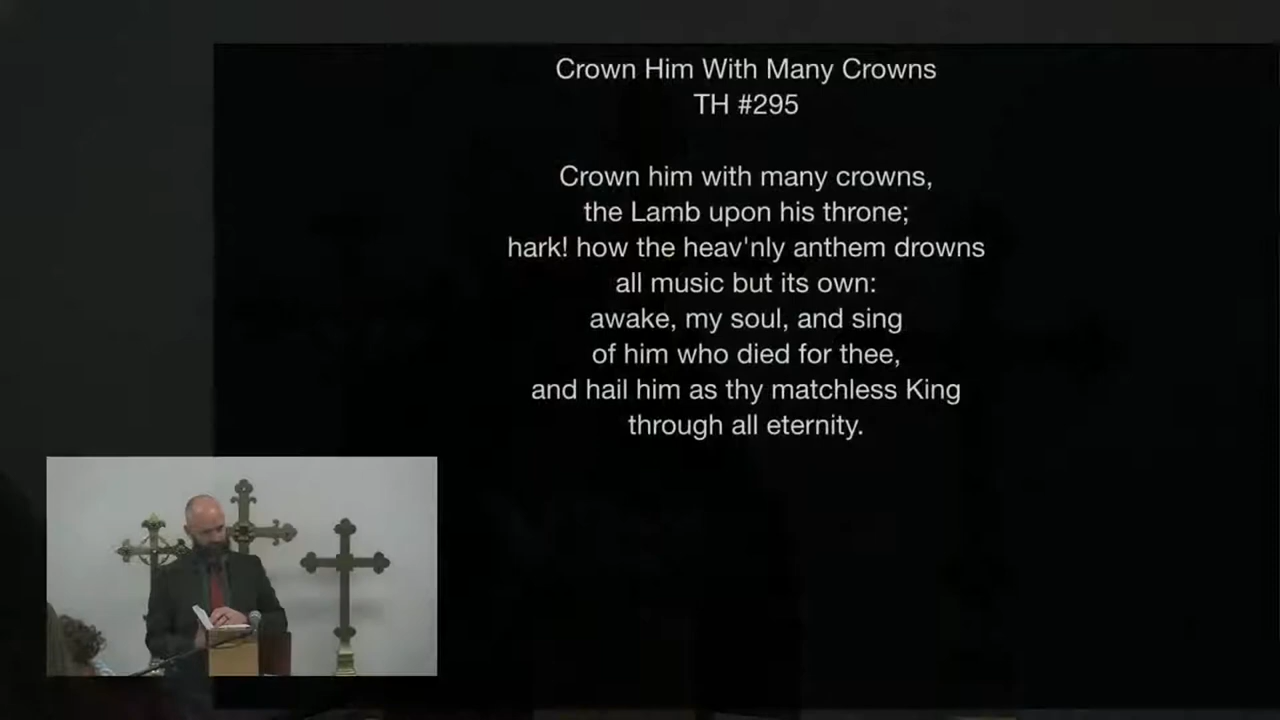 Crown Him With Many Crowns
TH #295
Crown him with many crowns,
the Lamb upon his throne;
hark! how the heav'nly anthem drowns
all music but its own:
awake, my soul, and sing
of him who died for thee,
and hail him as thy matchless King
through all eternity.